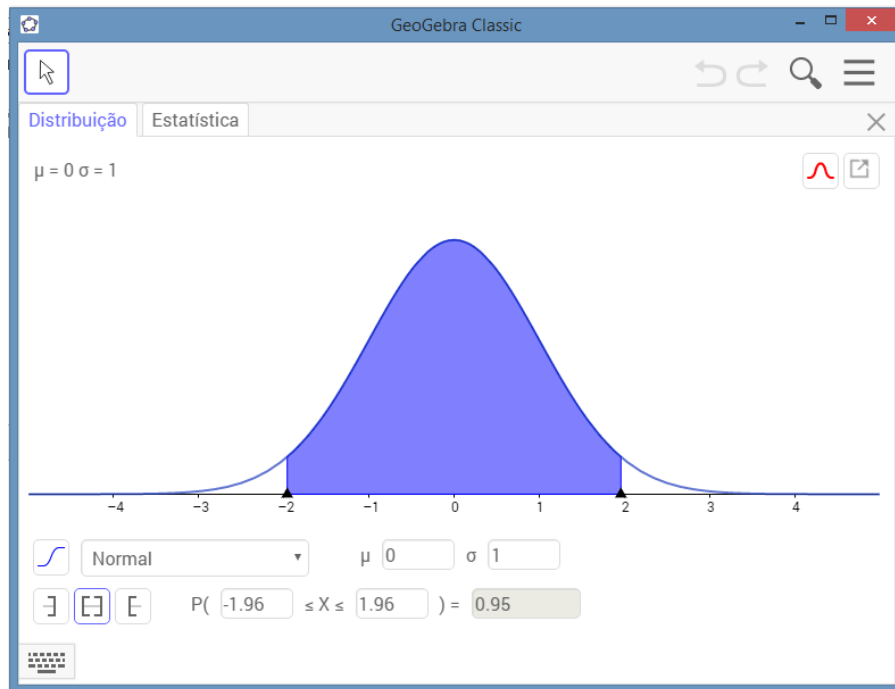 GeoGebra Classic
Distribuição Estatística
μ = 0 σ = 1
−4 −3 −2 −1 0 1 2 3 4
Normal μ 0 σ 1
P( -1.96 ≤ X ≤ 1.96 ) = 0.95